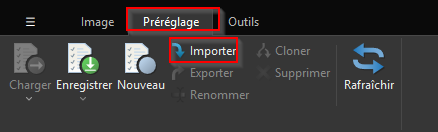 Image Préréglage Outils
Importer Cloner
Exporter Supprimer
Renommer
Charger Enregistrer Nouveau Rafraîchir